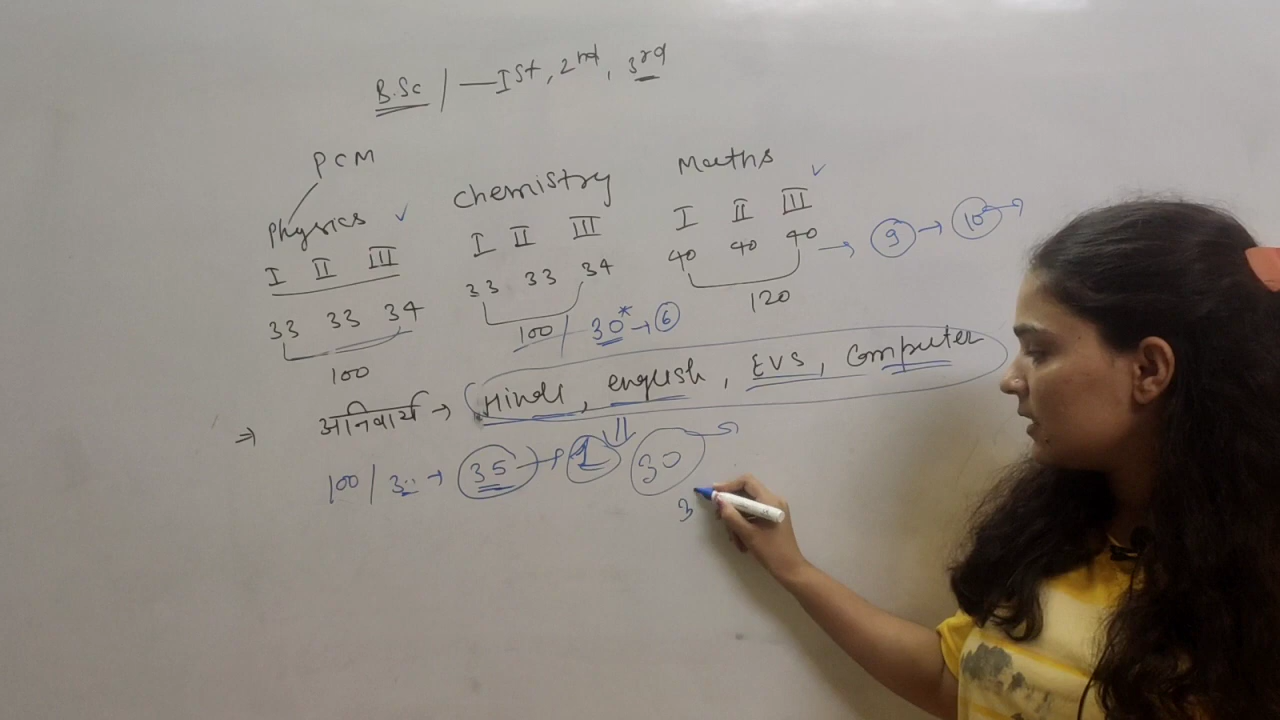 B.Sc / — Ist, 2nd, 3rd
PCM
Physics ✓ Chemistry Maths ✓
I II III I II III I II III
33 33 34 33 33 34 40 40 40 → 9 → 10 →
100 100 / 30* → 6 120
⇒ अनिवार्य → Hindi, english, EVS, Computer
100 / 3 → 35 → 1 30
3